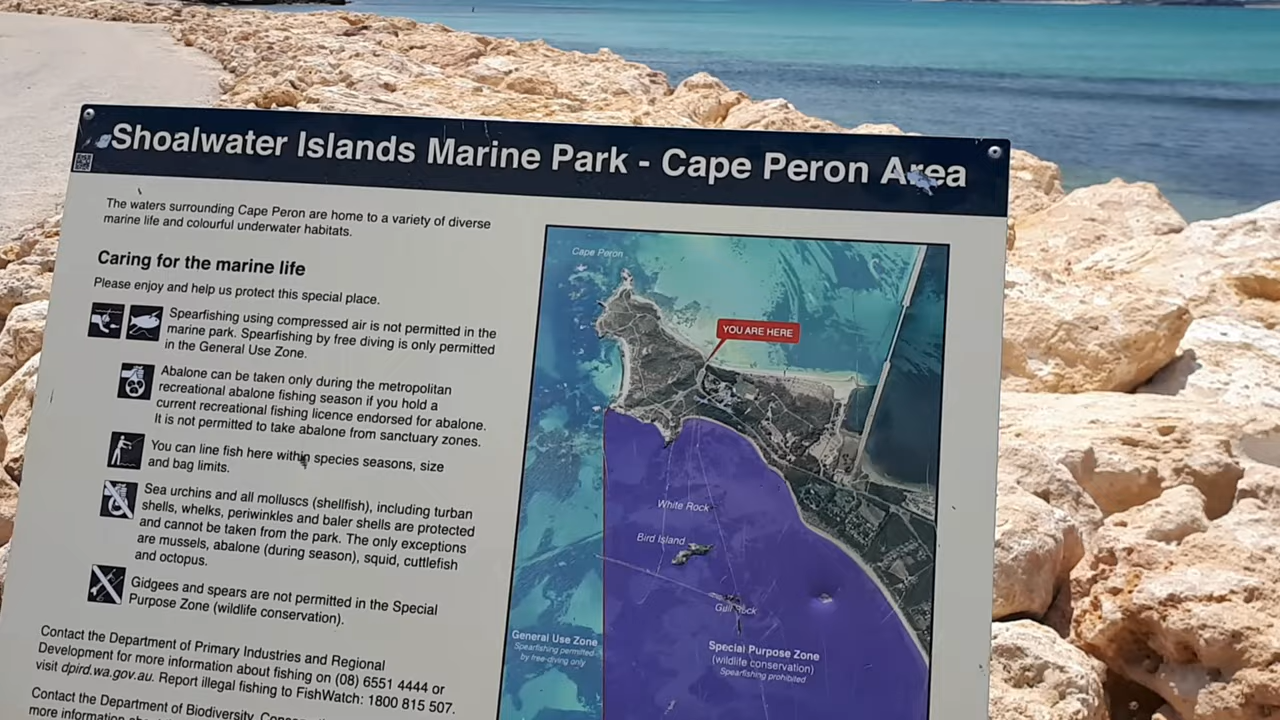 Shoalwater Islands Marine Park - Cape Peron Area
The waters surrounding Cape Peron are home to a variety of diverse
marine life and colourful underwater habitats.
Caring for the marine life
Please enjoy and help us protect this special place.
Spearfishing using compressed air is not permitted in the
marine park. Spearfishing by free diving is only permitted
in the General Use Zone.
Abalone can be taken only during the metropolitan
recreational abalone fishing season if you hold a
current recreational fishing licence endorsed for abalone.
It is not permitted to take abalone from sanctuary zones.
You can line fish here within species seasons, size
and bag limits.
Sea urchins and all molluscs (shellfish), including turban
shells, whelks, periwinkles and baler shells are protected
and cannot be taken from the park. The only exceptions
are mussels, abalone (during season), squid, cuttlefish
and octopus.
Gidgees and spears are not permitted in the Special
Purpose Zone (wildlife conservation).
Contact the Department of Primary Industries and Regional
Development for more information about fishing on (08) 6551 4444 or
visit dpird.wa.gov.au. Report illegal fishing to FishWatch: 1800 815 507.
Contact the Department of Biodiversity,
more information
Cape Peron
YOU ARE HERE
White Rock
Bird Island
Gull Rock
General Use Zone
Spearfishing permitted
by free-diving only
Special Purpose Zone
(wildlife conservation)
Spearfishing prohibited